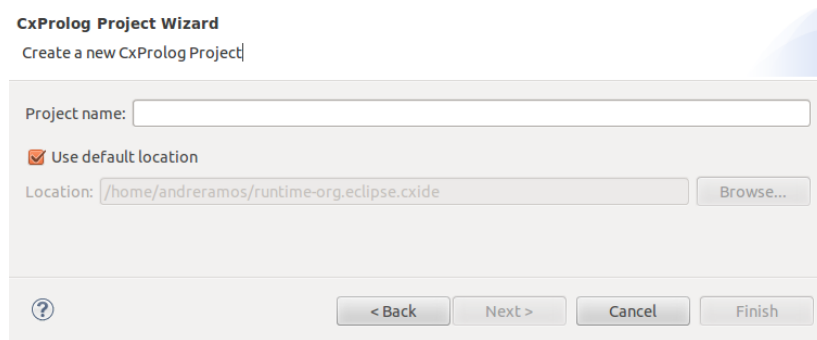 CxProlog Project Wizard
Create a new CxProlog Project
Project name:
Use default location
Location: /home/andreramos/runtime-org.eclipse.cxide Browse...
? < Back Next > Cancel Finish